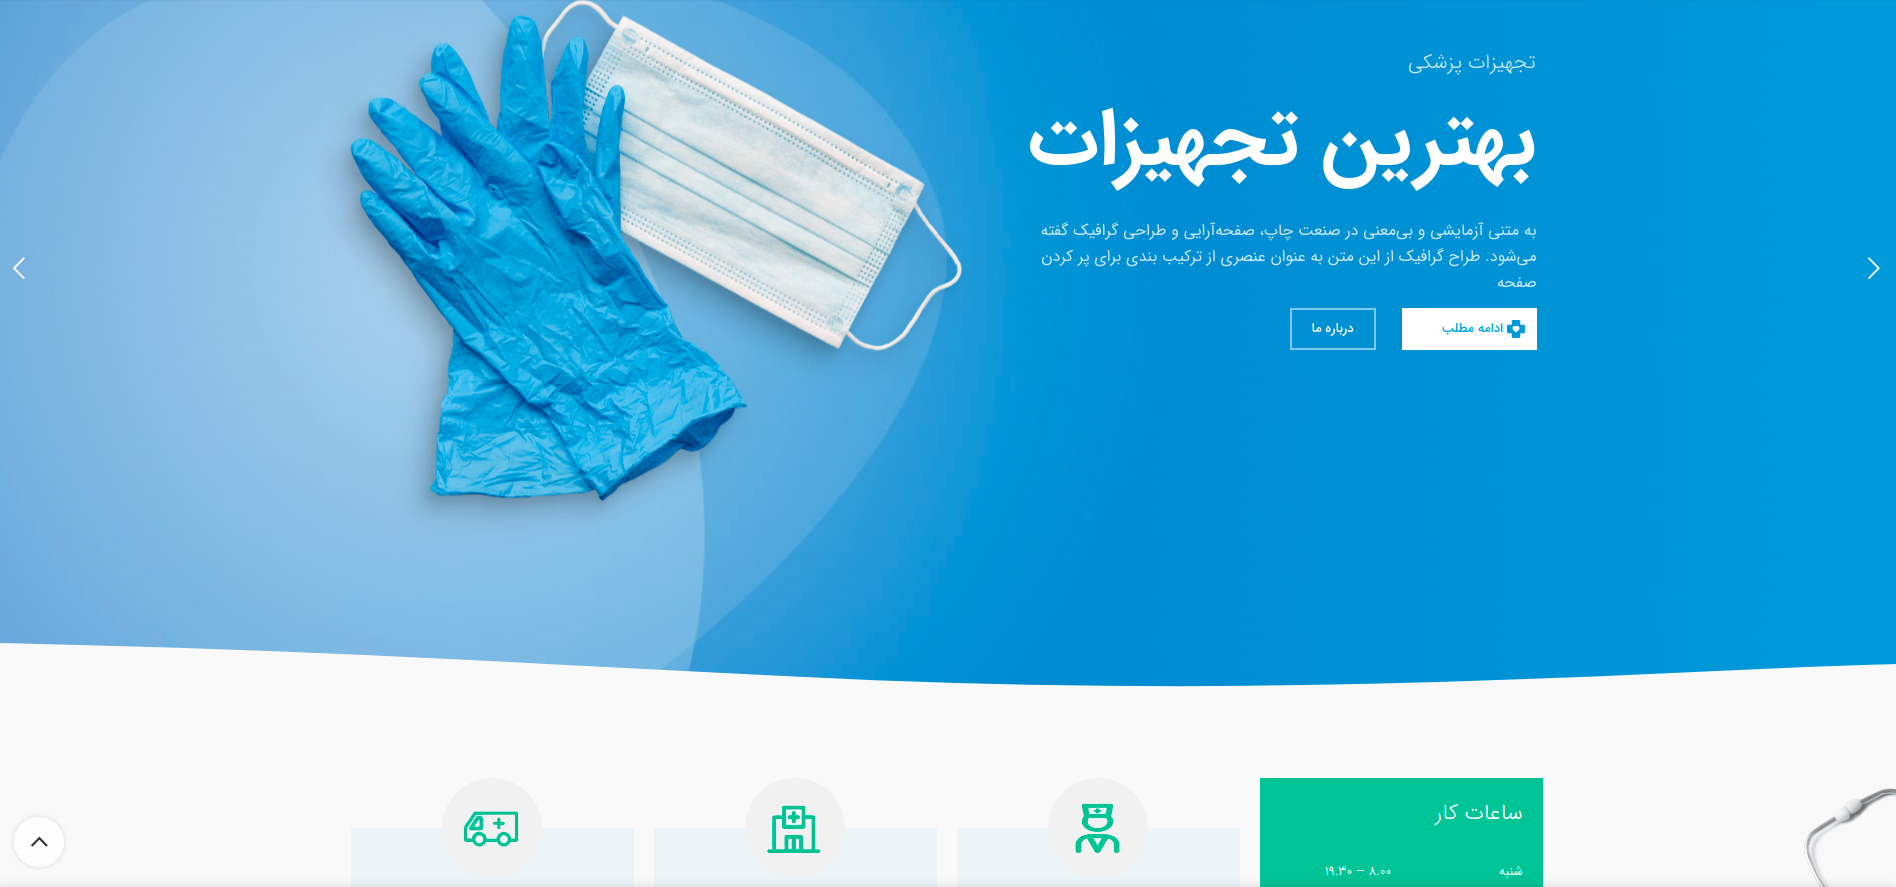 تجهیزات پزشکی
بهترین تجهیزات
به متنی آزمایشی و بی‌معنی در صنعت چاپ، صفحه‌آرایی و طراحی گرافیک گفته
می‌شود. طراح گرافیک از این متن به عنوان عنصری از ترکیب بندی برای پر کردن
صفحه
ادامه مطلب
درباره ما
ساعات کار
شنبه
۸.۰۰ – ۱۹.۳۰